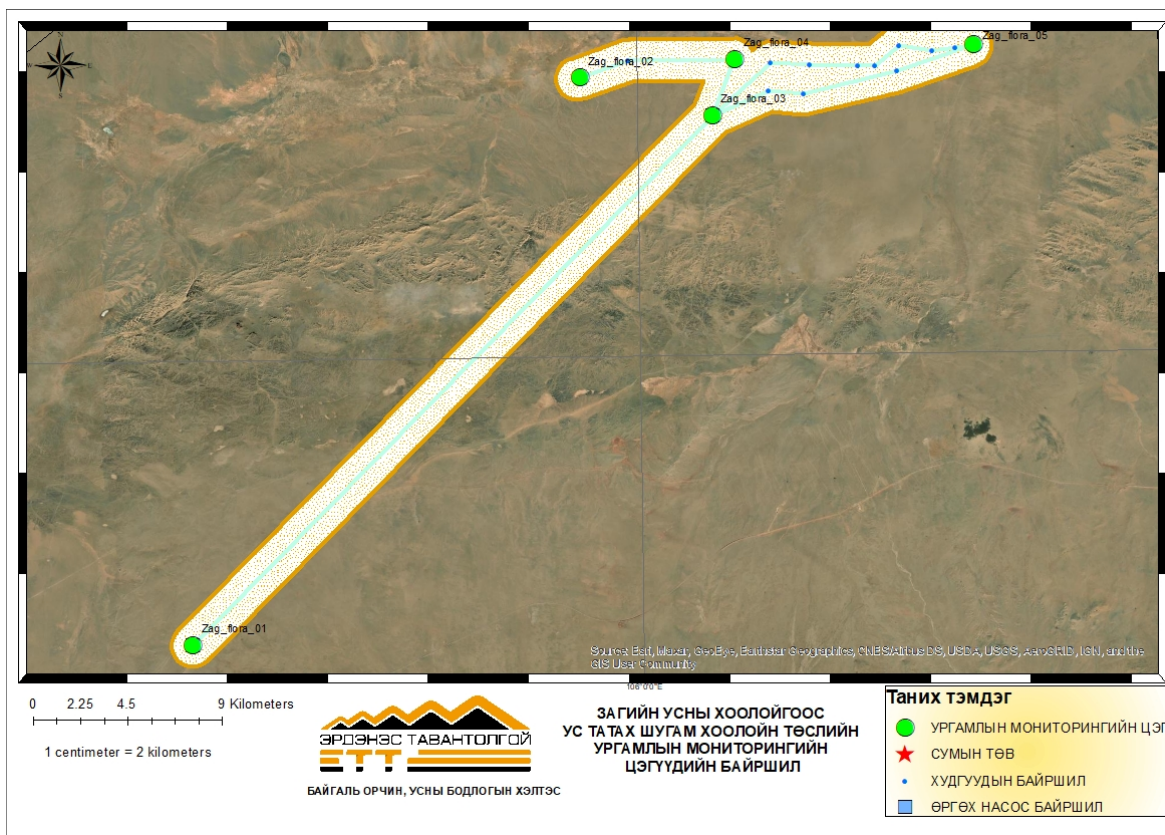 N
W
E
S
Zag_flora_04
Zag_flora_05
Zag_flora_02
Zag_flora_03
Zag_flora_01
Source: Esri, Maxar, GeoEye, Earthstar Geographics, CNES/Airbus DS, USDA, USGS, AeroGRID, IGN, and the
GIS User Community
106°0'0"E
0 2.25 4.5 9 Kilometers
1 centimeter = 2 kilometers
ЭРДЭНЭС ТАВАНТОЛГОЙ
ЕТТ
БАЙГАЛЬ ОРЧИН, УСНЫ БОДЛОГЫН ХЭЛТЭС
ЗАГИЙН УСНЫ ХООЛОЙГООС
УС ТАТАХ ШУГАМ ХООЛОЙН ТӨСЛИЙН
УРГАМЛЫН МОНИТОРИНГИЙН
ЦЭГҮҮДИЙН БАЙРШИЛ
Таних тэмдэг
УРГАМЛЫН МОНИТОРИНГИЙН ЦЭГ
СУМЫН ТӨВ
ХУДГУУДЫН БАЙРШИЛ
ӨРГӨХ НАСОС БАЙРШИЛ